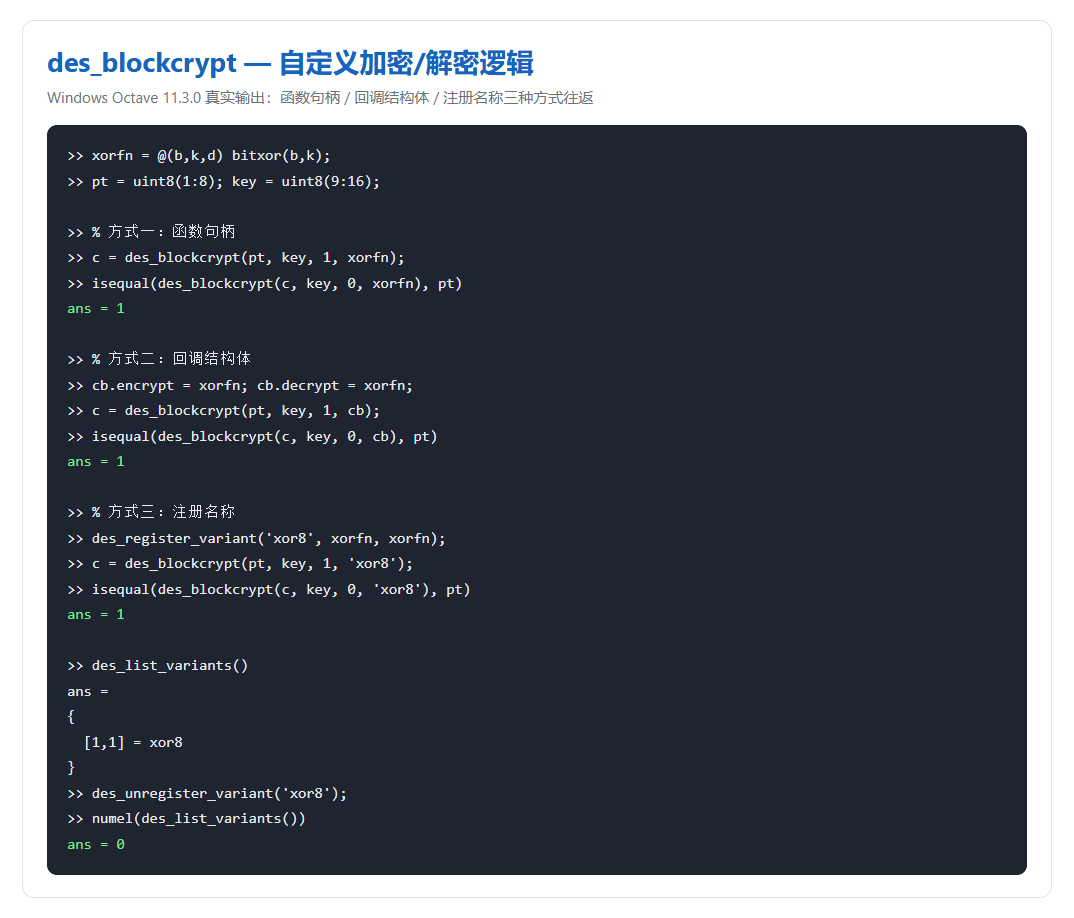 des_blockcrypt — 自定义加密/解密逻辑
Windows Octave 11.3.0 真实输出：函数句柄 / 回调结构体 / 注册名称三种方式往返
>> xorfn = @(b,k,d) bitxor(b,k);
>> pt = uint8(1:8); key = uint8(9:16);
>> % 方式一：函数句柄
>> c = des_blockcrypt(pt, key, 1, xorfn);
>> isequal(des_blockcrypt(c, key, 0, xorfn), pt)
ans = 1
>> % 方式二：回调结构体
>> cb.encrypt = xorfn; cb.decrypt = xorfn;
>> c = des_blockcrypt(pt, key, 1, cb);
>> isequal(des_blockcrypt(c, key, 0, cb), pt)
ans = 1
>> % 方式三：注册名称
>> des_register_variant('xor8', xorfn, xorfn);
>> c = des_blockcrypt(pt, key, 1, 'xor8');
>> isequal(des_blockcrypt(c, key, 0, 'xor8'), pt)
ans = 1
>> des_list_variants()
ans =
{
  [1,1] = xor8
}
>> des_unregister_variant('xor8');
>> numel(des_list_variants())
ans = 0